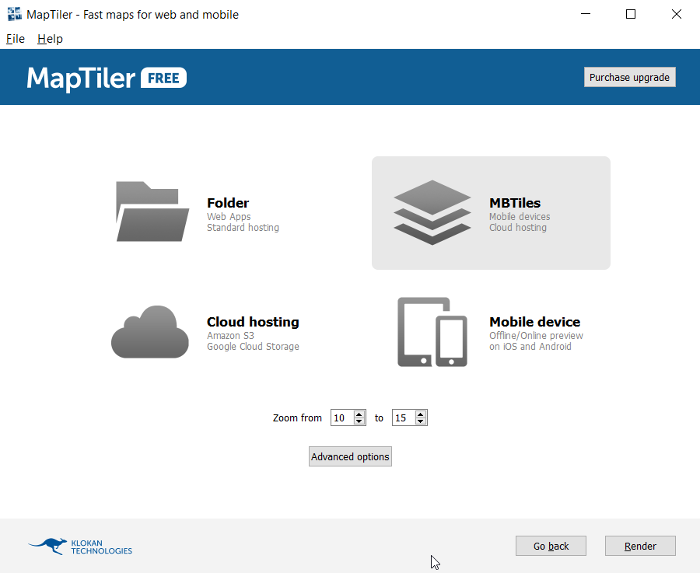 MapTiler - Fast maps for web and mobile
File Help
MapTiler FREE
Purchase upgrade
Folder
Web Apps
Standard hosting
MBTiles
Mobile devices
Cloud hosting
Cloud hosting
Amazon S3
Google Cloud Storage
Mobile device
Offline/Online preview
on iOS and Android
Zoom from 10 to 15
Advanced options
KLOKAN
TECHNOLOGIES
Go back
Render